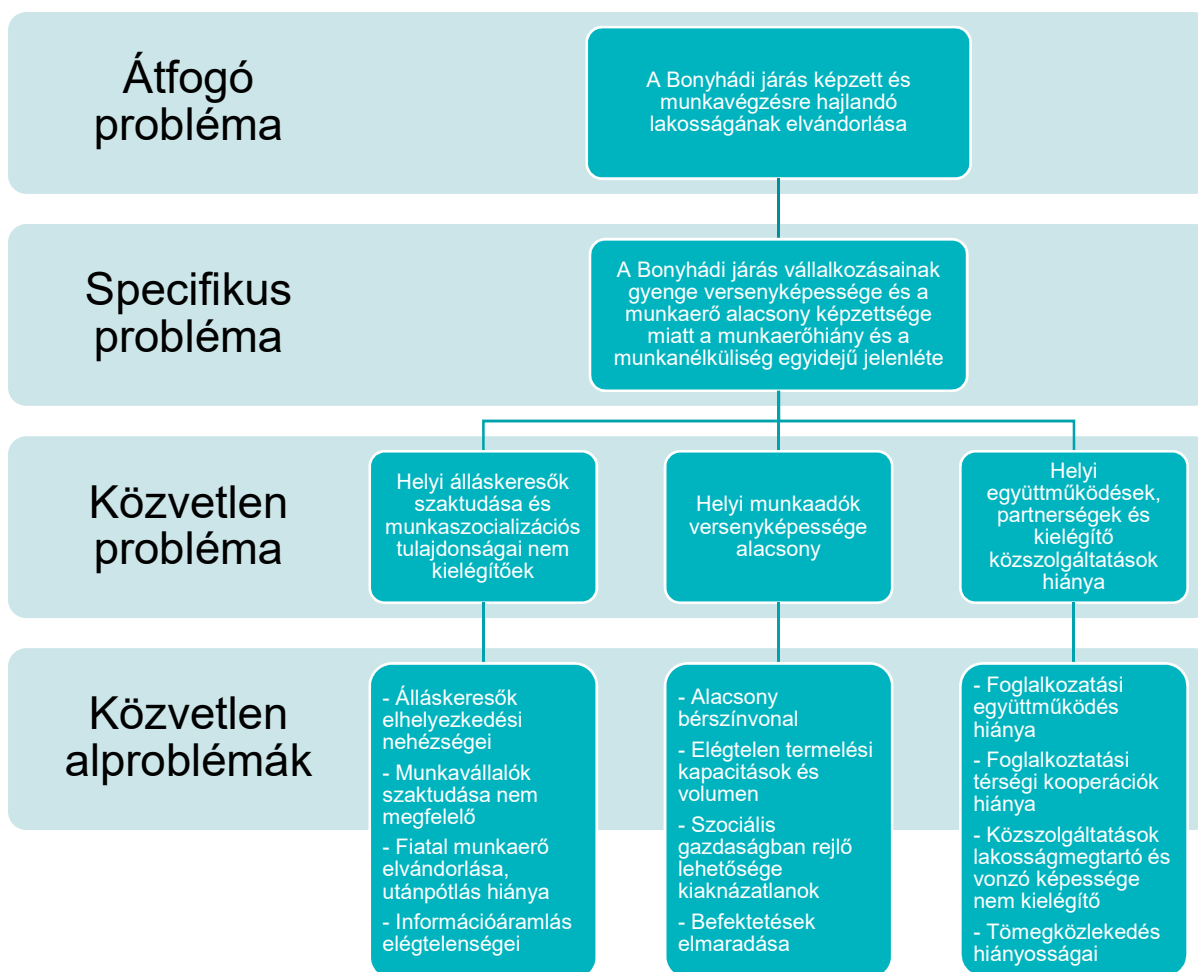 Átfogó
probléma
A Bonyhádi járás képzett és
munkavégzésre hajlandó
lakosságának elvándorlása
Specifikus
probléma
A Bonyhádi járás vállalkozásainak
gyenge versenyképessége és a
munkaerő alacsony képzettsége
miatt a munkaerőhiány és a
munkanélküliség egyidejű jelenléte
Közvetlen
probléma
Helyi álláskeresők
szaktudása és
munkaszocializációs
tulajdonságai nem
kielégítőek
Helyi munkaadók
versenyképessége
alacsony
Helyi
együttműködések,
partnerségek és
kielégítő
közszolgáltatások
hiánya
Közvetlen
alproblémák
- Álláskeresők
elhelyezkedési
nehézségei
- Munkavállalók
szaktudása nem
megfelelő
- Fiatal munkaerő
elvándorlása,
utánpótlás hiánya
- Információáramlás
elégtelenségei
- Alacsony
bérszínvonal
- Elégtelen termelési
kapacitások és
volumen
- Szociális
gazdaságban rejlő
lehetősége
kiaknázatlanok
- Befektetések
elmaradása
- Foglalkozatási
együttműködés
hiánya
- Foglalkoztatási
térségi kooperációk
hiánya
- Közszolgáltatások
lakosságmegtartó és
vonzó képessége
nem kielégítő
- Tömegközlekedés
hiányosságai